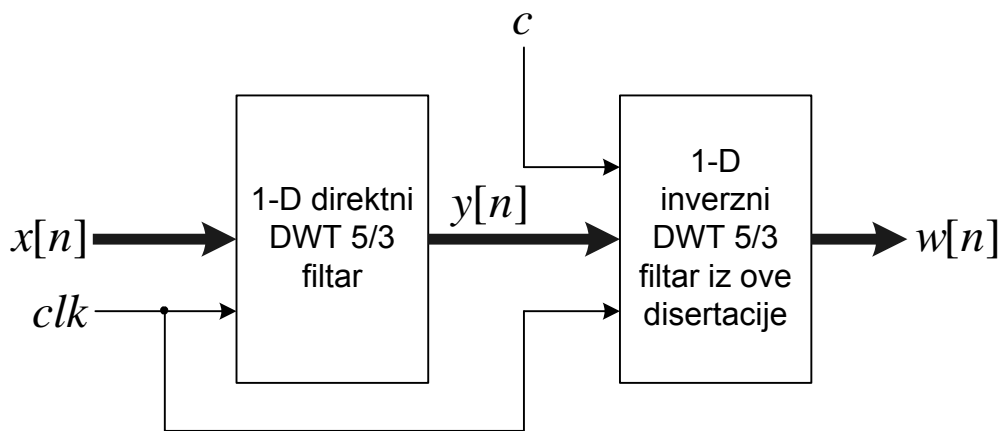 c
x[n]
clk
1-D direktni
DWT 5/3
filtar
y[n]
1-D
inverzni
DWT 5/3
filtar iz ove
disertacije
w[n]